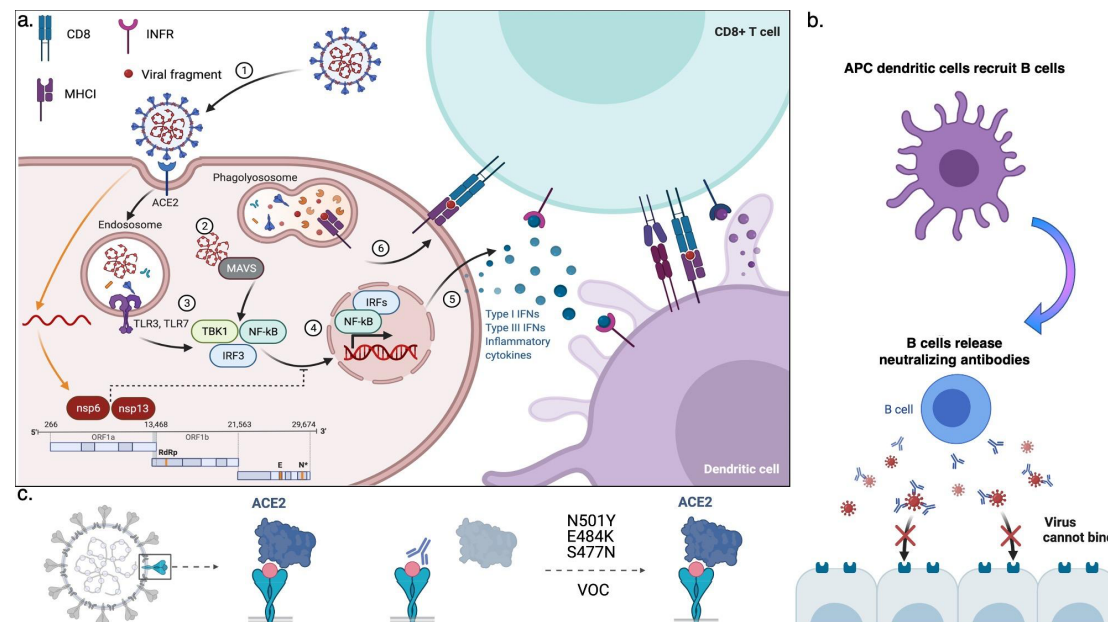 a.
CD8
INFR
Viral fragment
MHCI
1
CD8+ T cell
ACE2
Phagolyososome
Endososome
2
MAVS
6
3
TLR3, TLR7
TBK1
NF-kB
IRF3
4
IRFs
NF-kB
5
Type I IFNs
Type III IFNs
Inflammatory
cytokines
nsp6
nsp13
266
13,468
21,563
29,674
5'
3'
ORF1a
ORF1b
RdRp
E
N*
Dendritic cell
b.
APC dendritic cells recruit B cells
B cells release
neutralizing antibodies
B cell
Virus
cannot bind
c.
ACE2
N501Y
E484K
S477N
VOC
ACE2